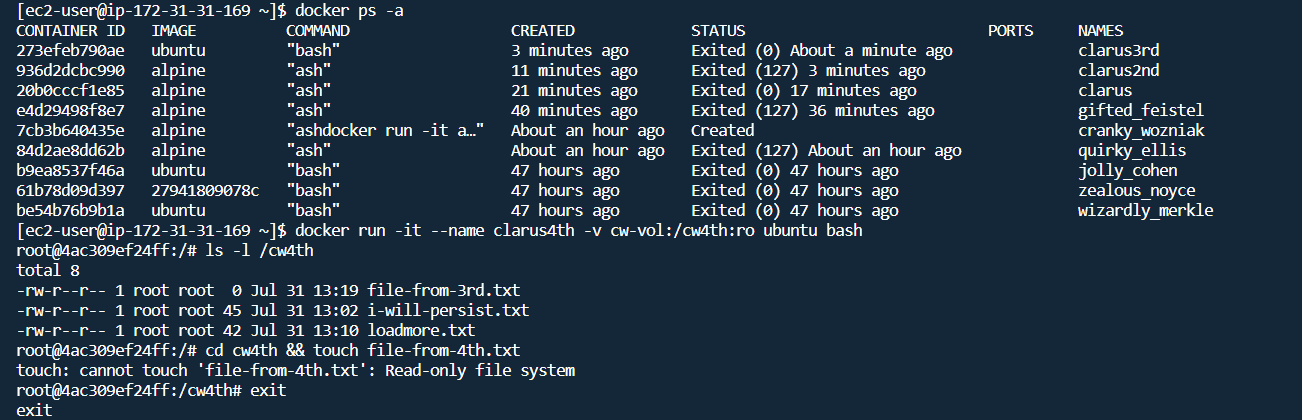 [ec2-user@ip-172-31-31-169 ~]$ docker ps -a
CONTAINER ID   IMAGE          COMMAND                  CREATED             STATUS                         PORTS     NAMES
273efeb790ae   ubuntu         "bash"                   3 minutes ago       Exited (0) About a minute ago            clarus3rd
936d2dcbc990   alpine         "ash"                    11 minutes ago      Exited (127) 3 minutes ago               clarus2nd
20b0cccf1e85   alpine         "ash"                    21 minutes ago      Exited (0) 17 minutes ago                clarus
e4d29498f8e7   alpine         "ash"                    40 minutes ago      Exited (127) 36 minutes ago              gifted_feistel
7cb3b640435e   alpine         "ashdocker run -it a…"   About an hour ago   Created                                  cranky_wozniak
84d2ae8dd62b   alpine         "ash"                    About an hour ago   Exited (127) About an hour ago           quirky_ellis
b9ea8537f46a   ubuntu         "bash"                   47 hours ago        Exited (0) 47 hours ago                  jolly_cohen
61b78d09d397   27941809078c   "bash"                   47 hours ago        Exited (0) 47 hours ago                  zealous_noyce
be54b76b9b1a   ubuntu         "bash"                   47 hours ago        Exited (0) 47 hours ago                  wizardly_merkle
[ec2-user@ip-172-31-31-169 ~]$ docker run -it --name clarus4th -v cw-vol:/cw4th:ro ubuntu bash
root@4ac309ef24ff:/# ls -l /cw4th
total 8
-rw-r--r-- 1 root root  0 Jul 31 13:19 file-from-3rd.txt
-rw-r--r-- 1 root root 45 Jul 31 13:02 i-will-persist.txt
-rw-r--r-- 1 root root 42 Jul 31 13:10 loadmore.txt
root@4ac309ef24ff:/# cd cw4th && touch file-from-4th.txt
touch: cannot touch 'file-from-4th.txt': Read-only file system
root@4ac309ef24ff:/cw4th# exit
exit